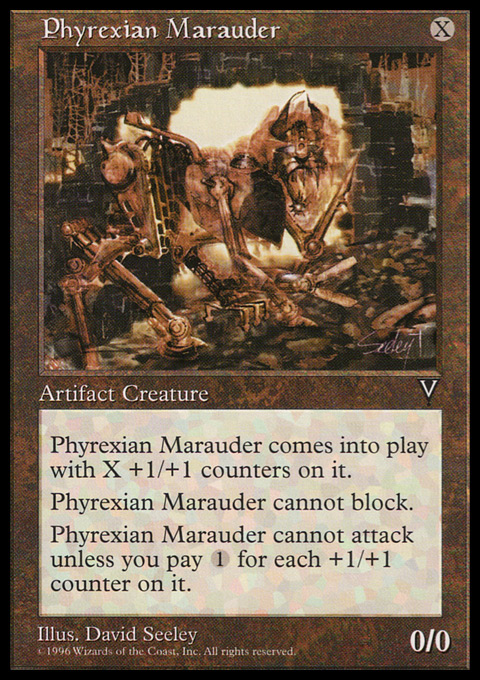 Phyrexian Marauder X
Seeley
Artifact Creature
Phyrexian Marauder comes into play
with X +1/+1 counters on it.
Phyrexian Marauder cannot block.
Phyrexian Marauder cannot attack
unless you pay 1 for each +1/+1
counter on it.
Illus. David Seeley
©1996 Wizards of the Coast, Inc. All rights reserved.
0/0